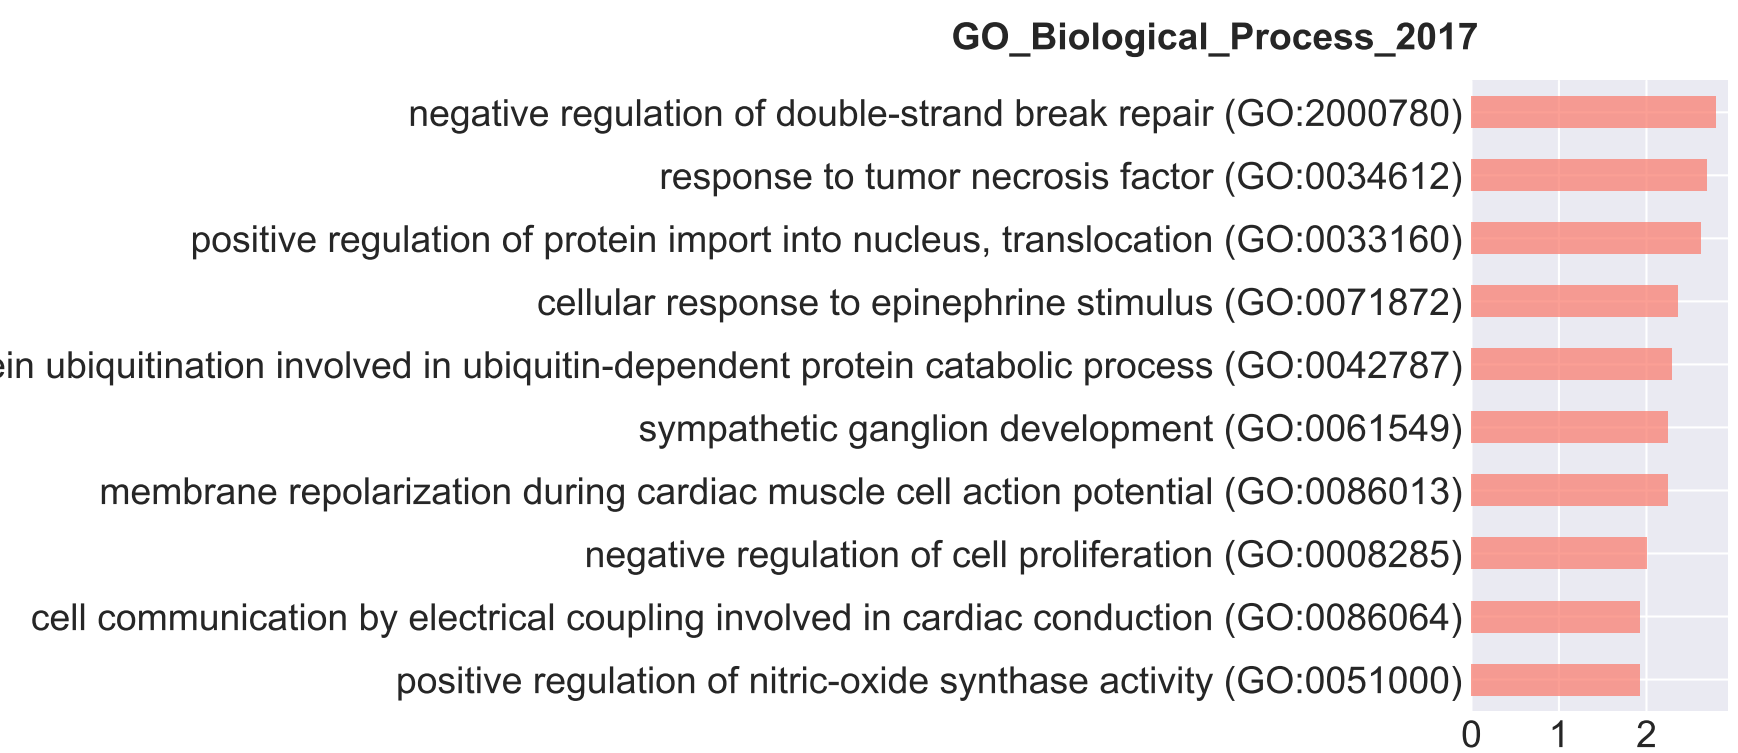 GO_Biological_Process_2017
negative regulation of double-strand break repair (GO:2000780)
response to tumor necrosis factor (GO:0034612)
positive regulation of protein import into nucleus, translocation (GO:0033160)
cellular response to epinephrine stimulus (GO:0071872)
ubiquitination involved in ubiquitin-dependent protein catabolic process (GO:0042787)
sympathetic ganglion development (GO:0061549)
membrane repolarization during cardiac muscle cell action potential (GO:0086013)
negative regulation of cell proliferation (GO:0008285)
cell communication by electrical coupling involved in cardiac conduction (GO:0086064)
positive regulation of nitric-oxide synthase activity (GO:0051000)
0 1 2